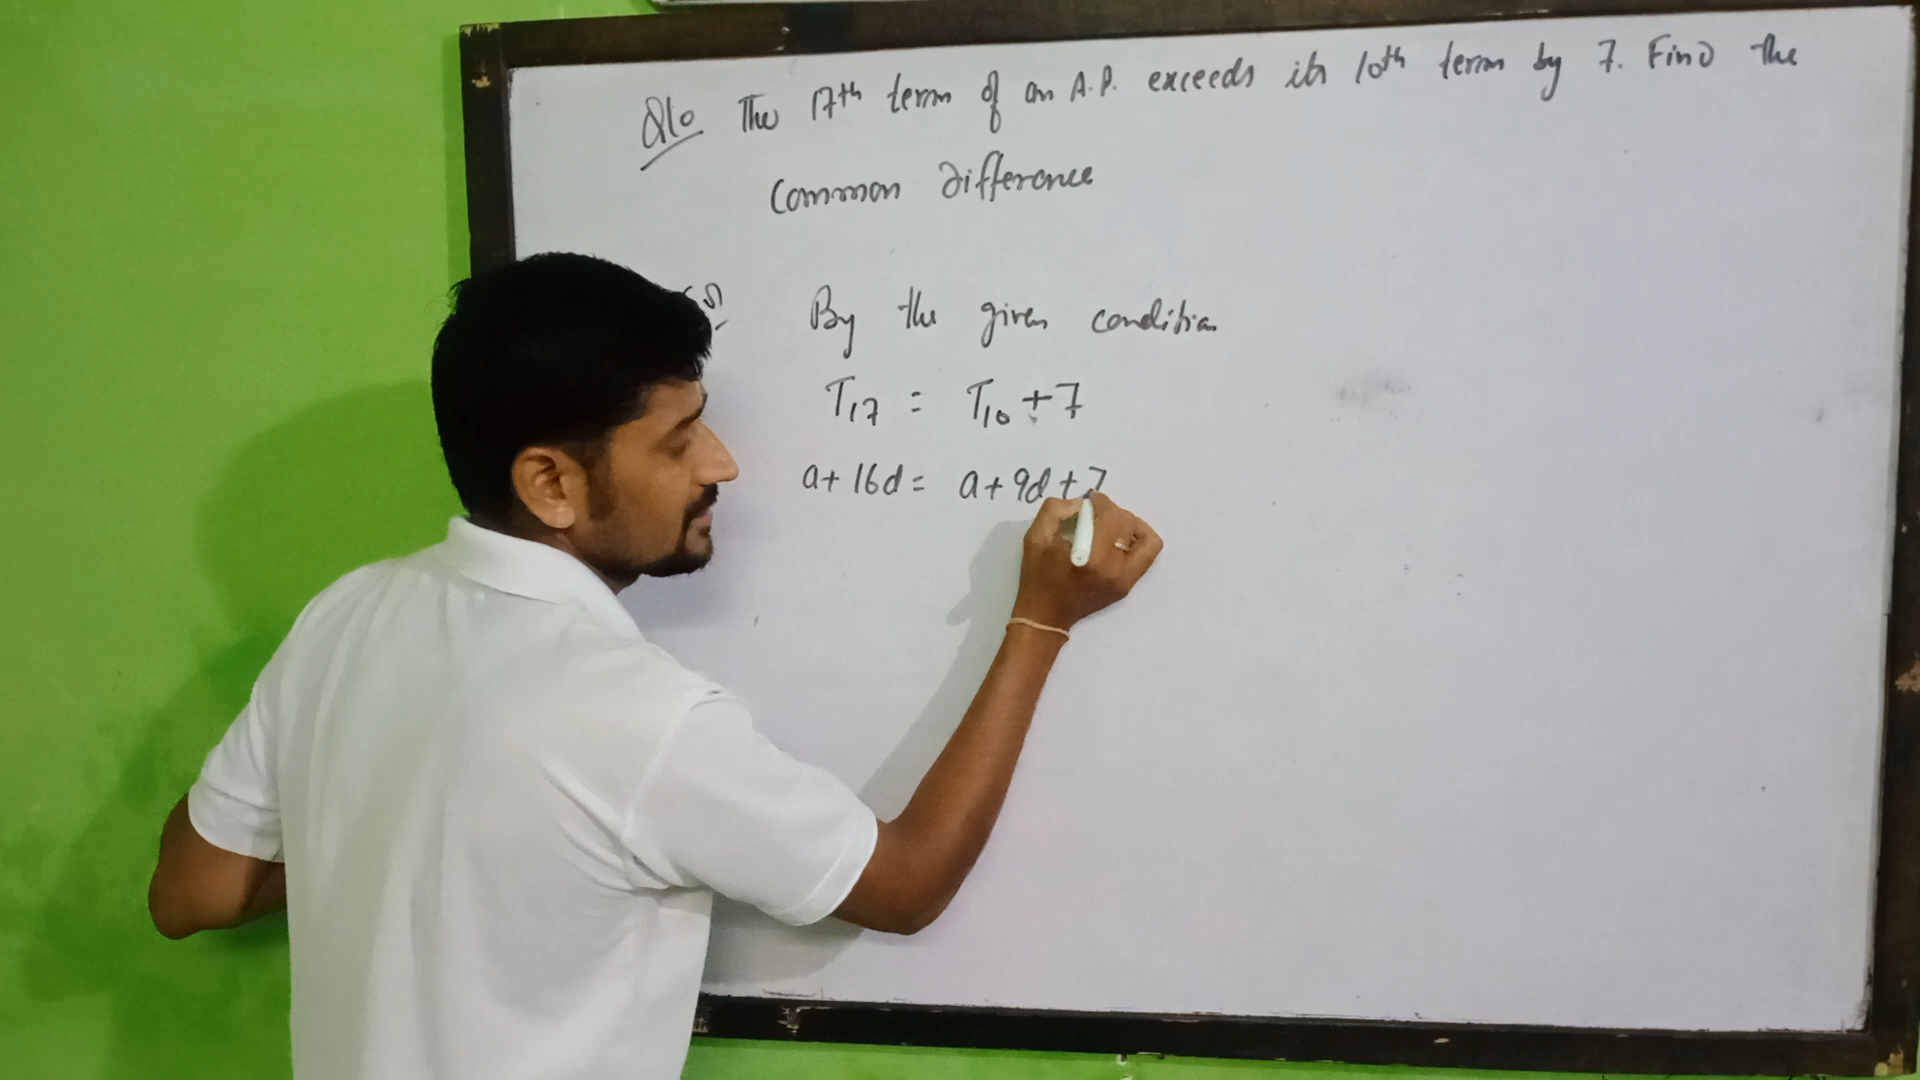 Q10 The 17th term of an A.P. exceeds its 10th term by 7. Find the
Common Difference
By the given condition
T17 = T10 + 7
a + 16d = a + 9d + 7